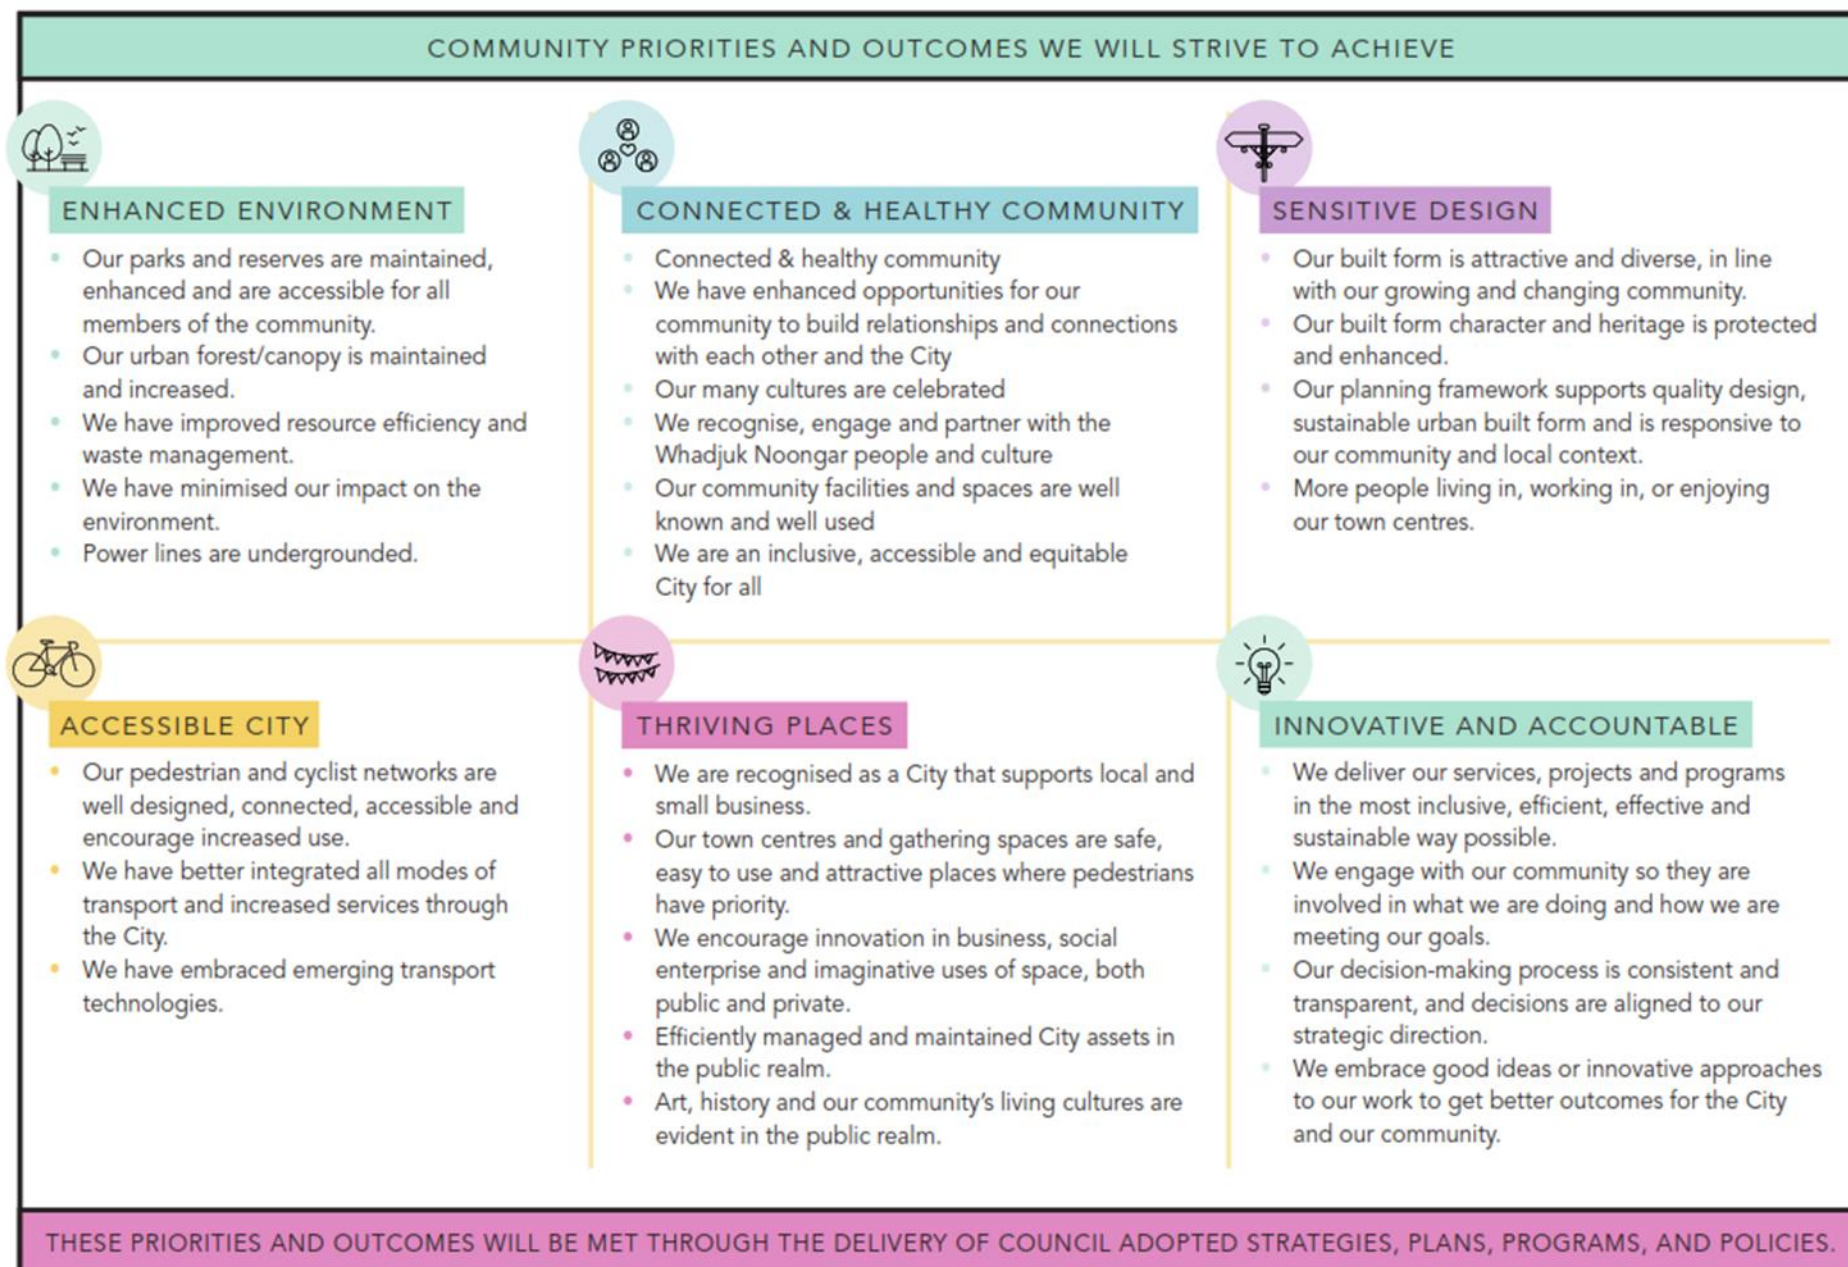 COMMUNITY PRIORITIES AND OUTCOMES WE WILL STRIVE TO ACHIEVE
ENHANCED ENVIRONMENT
• Our parks and reserves are maintained,
enhanced and are accessible for all
members of the community.
• Our urban forest/canopy is maintained
and increased.
• We have improved resource efficiency and
waste management.
• We have minimised our impact on the
environment.
• Power lines are undergrounded.
CONNECTED & HEALTHY COMMUNITY
• Connected & healthy community
• We have enhanced opportunities for our
community to build relationships and connections
with each other and the City
• Our many cultures are celebrated
• We recognise, engage and partner with the
Whadjuk Noongar people and culture
• Our community facilities and spaces are well
known and well used
• We are an inclusive, accessible and equitable
City for all
SENSITIVE DESIGN
• Our built form is attractive and diverse, in line
with our growing and changing community.
• Our built form character and heritage is protected
and enhanced.
• Our planning framework supports quality design,
sustainable urban built form and is responsive to
our community and local context.
• More people living in, working in, or enjoying
our town centres.
ACCESSIBLE CITY
• Our pedestrian and cyclist networks are
well designed, connected, accessible and
encourage increased use.
• We have better integrated all modes of
transport and increased services through
the City.
• We have embraced emerging transport
technologies.
THRIVING PLACES
• We are recognised as a City that supports local and
small business.
• Our town centres and gathering spaces are safe,
easy to use and attractive places where pedestrians
have priority.
• We encourage innovation in business, social
enterprise and imaginative uses of space, both
public and private.
• Efficiently managed and maintained City assets in
the public realm.
• Art, history and our community's living cultures are
evident in the public realm.
INNOVATIVE AND ACCOUNTABLE
• We deliver our services, projects and programs
in the most inclusive, efficient, effective and
sustainable way possible.
• We engage with our community so they are
involved in what we are doing and how we are
meeting our goals.
• Our decision-making process is consistent and
transparent, and decisions are aligned to our
strategic direction.
• We embrace good ideas or innovative approaches
to our work to get better outcomes for the City
and our community.
THESE PRIORITIES AND OUTCOMES WILL BE MET THROUGH THE DELIVERY OF COUNCIL ADOPTED STRATEGIES, PLANS, PROGRAMS, AND POLICIES.